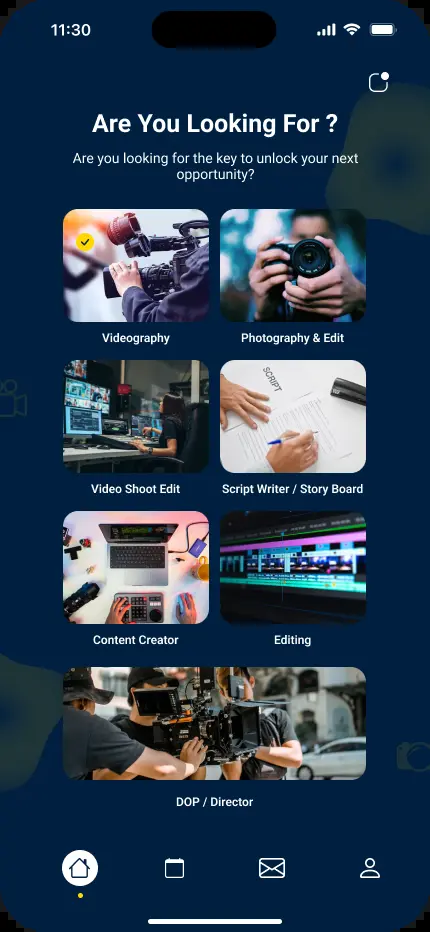 11:30
Are You Looking For ?
Are you looking for the key to unlock your next
opportunity?
Videography
Photography & Edit
SCRIPT
Video Shoot Edit
Script Writer / Story Board
Content Creator
Editing
DOP / Director